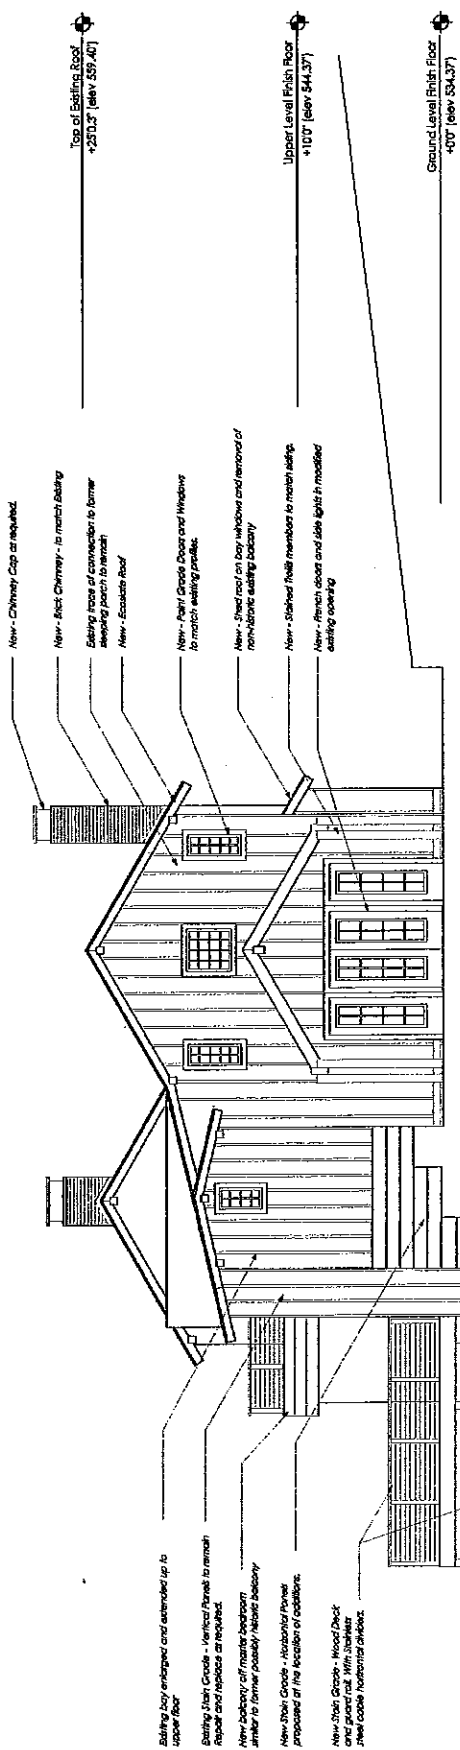 New - Chimney Cap as required.
New - Brick Chimney - to match Existing
Existing trace of connection to former
sleeping porch to remain
New - Ecoslate Roof
New - Paint Grade Doors and Windows
to match existing profiles.
New - Shed roof on bay windows and removal of
non-historic existing balcony
New - Stained Trellis members to match siding.
New - French doors and side lights in modified
existing opening
Top of Existing Roof
+25'0.3" (elev 559.40')
Upper Level Finish Floor
+10'0" (elev 544.37')
Ground Level Finish Floor
+0'0" (elev 534.37')
Existing bay enlarged and extended up to
upper floor
Existing Stain Grade - Vertical Panels to remain
Repair and replace as required.
New balcony off master bedroom
similar to former possibly historic balcony
New Stain Grade - Horizontal Panels
proposed at the location of additions.
New Stain Grade - Wood Deck
and guard rail. With Stainless
steel cable horizontal dividers.